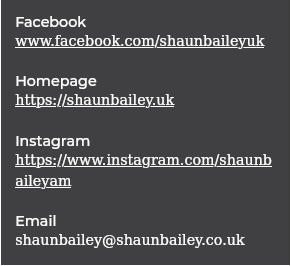 Facebook
www.facebook.com/shaunbaileyuk
Homepage
https://shaunbailey.uk
Instagram
https://www.instagram.com/shaunb
aileyam
Email
shaunbailey@shaunbailey.co.uk